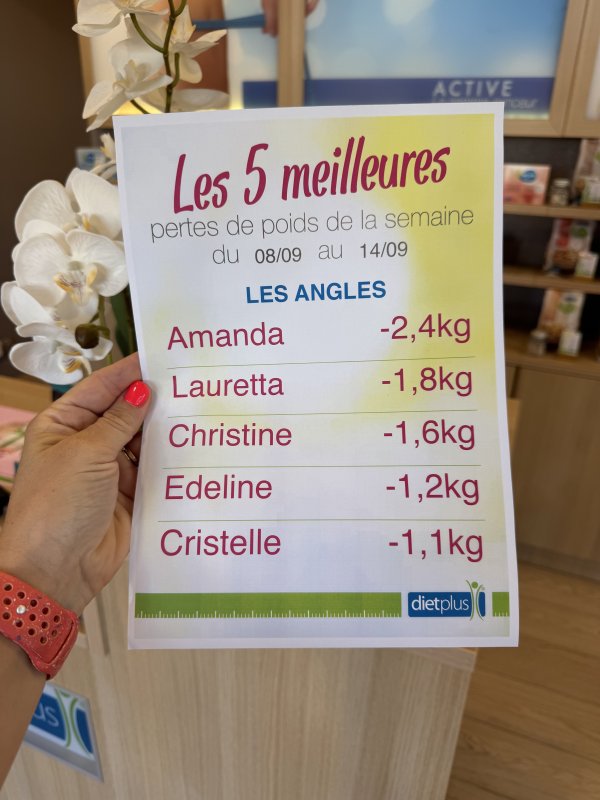 ACTIVE
Les 5 meilleures
pertes de poids de la semaine
du 08/09 au 14/09
LES ANGLES
Amanda -2,4kg
Lauretta -1,8kg
Christine -1,6kg
Edeline -1,2kg
Cristelle -1,1kg
dietplus
us